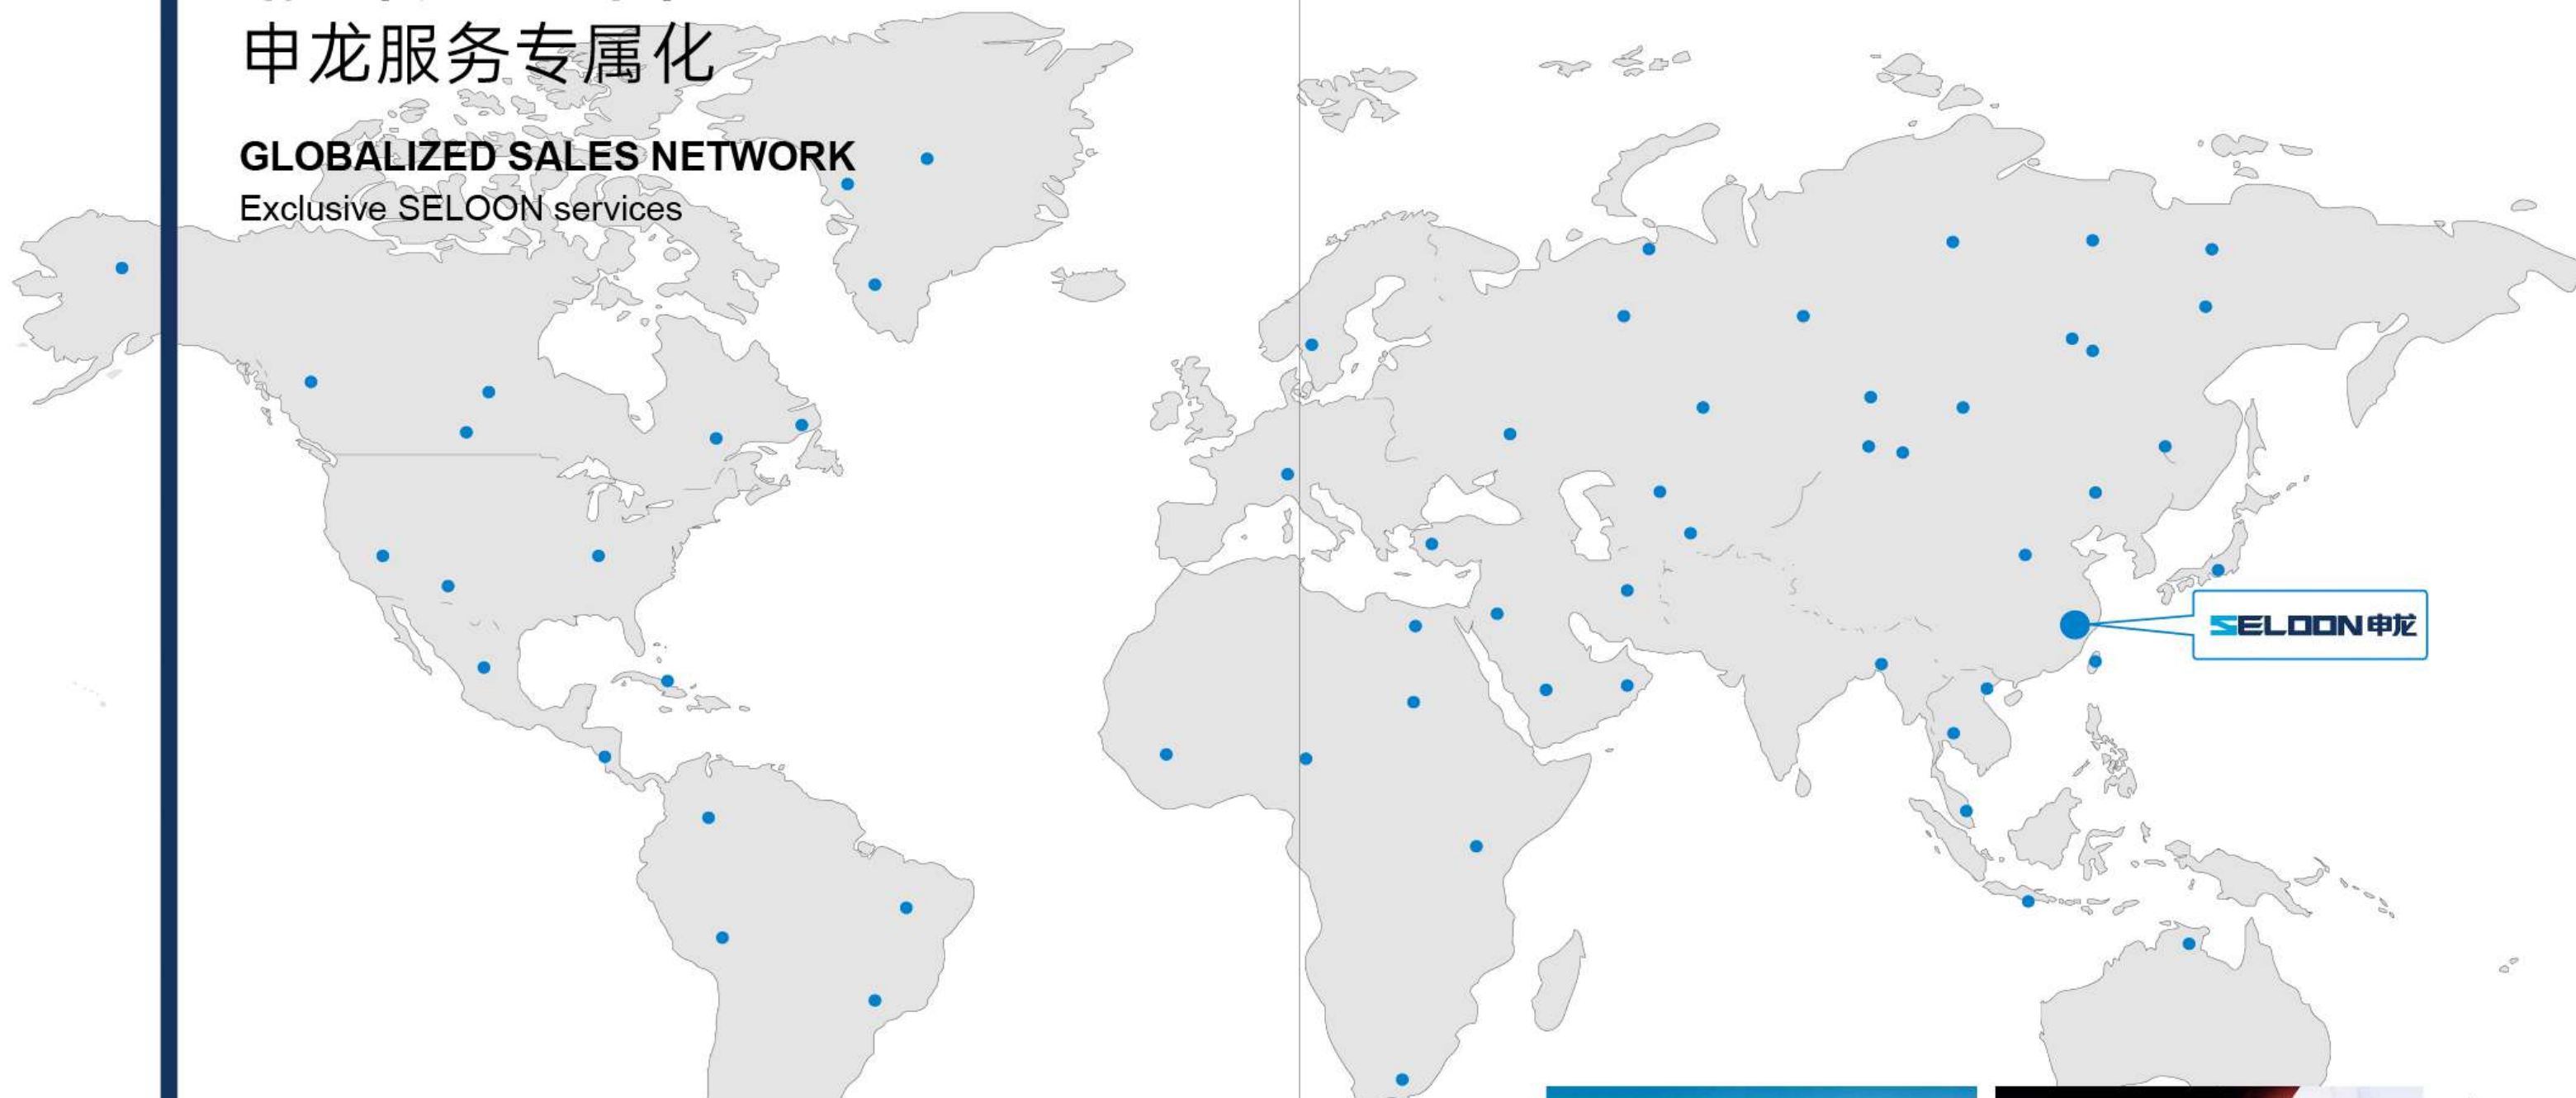 申龙服务专属化
GLOBALIZED SALES NETWORK
Exclusive SELOON services
SELOON申龙